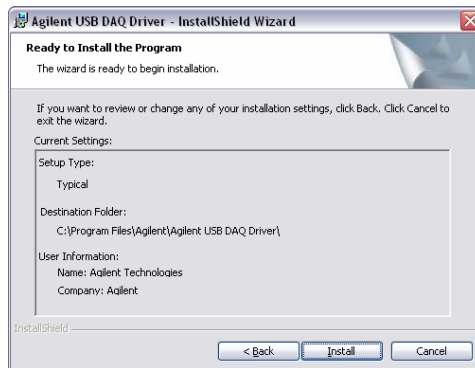 Agilent USB DAQ Driver - InstallShield Wizard
Ready to Install the Program
The wizard is ready to begin installation.
If you want to review or change any of your installation settings, click Back. Click Cancel to
exit the wizard.
Current Settings:
Setup Type:
Typical
Destination Folder:
C:\Program Files\Agilent\Agilent USB DAQ Driver\
User Information:
Name: Agilent Technologies
Company: Agilent
InstallShield
< Back
Install
Cancel